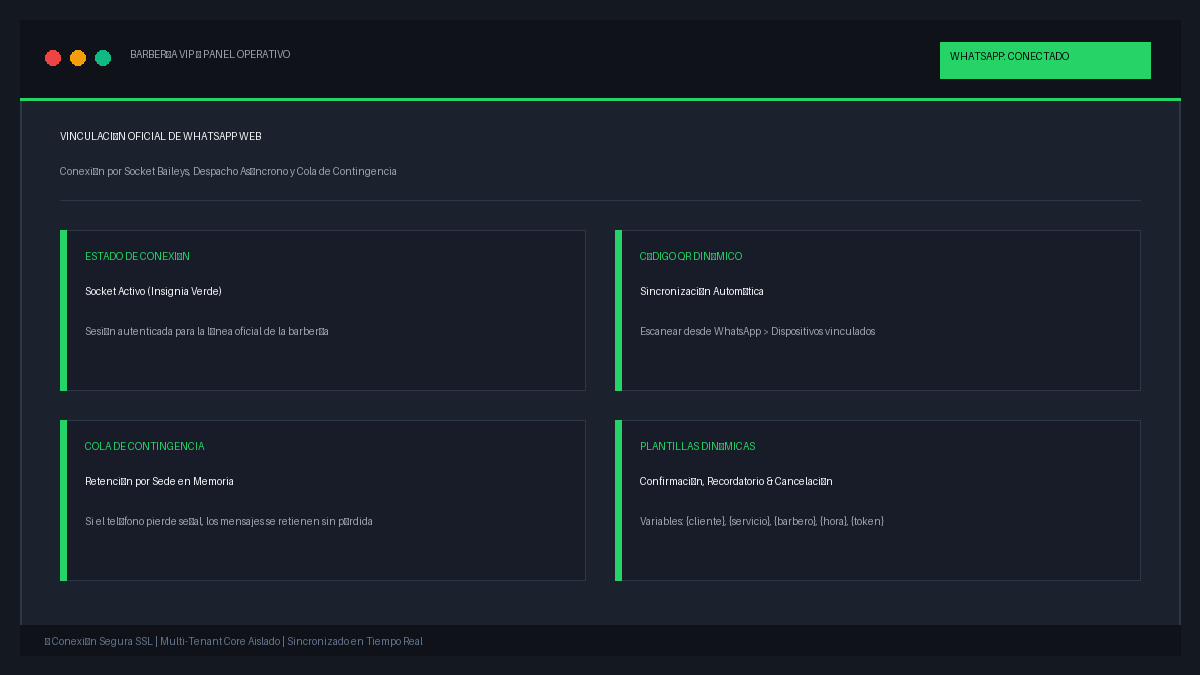 BARBER□A VIP □ PANEL OPERATIVO
WHATSAPP: CONECTADO
VINCULACI□N OFICIAL DE WHATSAPP WEB
Conexi□n por Socket Baileys, Despacho As□ncrono y Cola de Contingencia
ESTADO DE CONEXI□N
Socket Activo (Insignia Verde)
Sesi□n autenticada para la l□nea oficial de la barber□a
C□DIGO QR DIN□MICO
Sincronizaci□n Autom□tica
Escanear desde WhatsApp > Dispositivos vinculados
COLA DE CONTINGENCIA
Retenci□n por Sede en Memoria
Si el tel□fono pierde se□al, los mensajes se retienen sin p□rdida
PLANTILLAS DIN□MICAS
Confirmaci□n, Recordatorio & Cancelaci□n
Variables: {cliente}, {servicio}, {barbero}, {hora}, {token}
□ Conexi□n Segura SSL | Multi-Tenant Core Aislado | Sincronizado en Tiempo Real